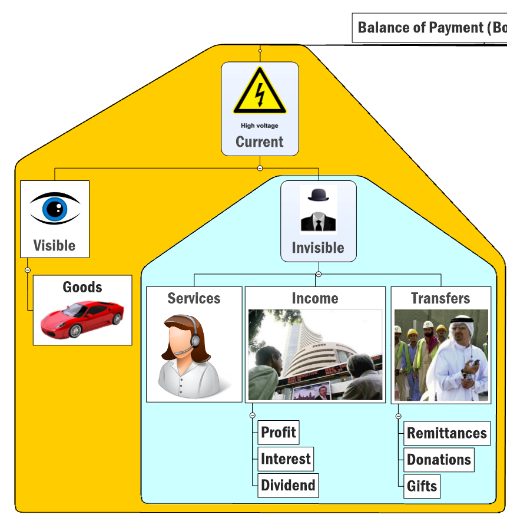 Balance of Payment (Bo
High voltage
Current
Visible
Invisible
Goods
Services
Income
Transfers
Profit
Interest
Dividend
Remittances
Donations
Gifts